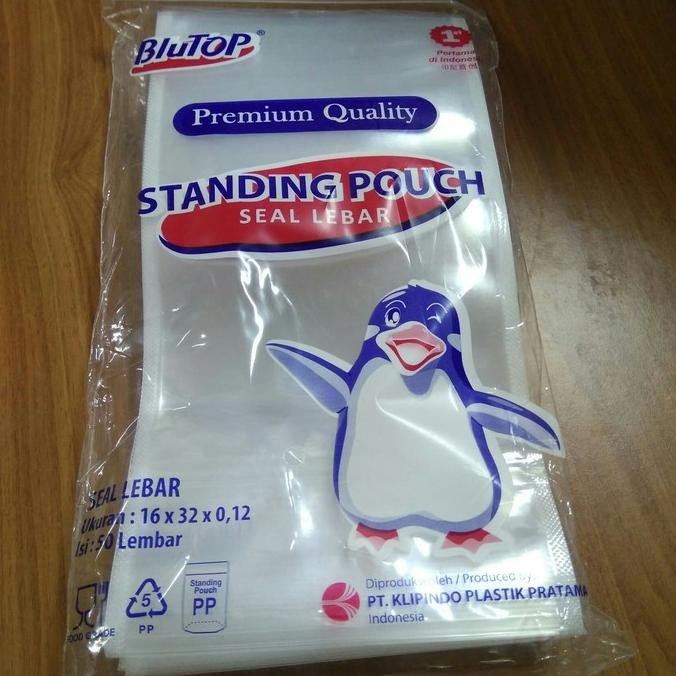 BluTOP®
1st
Pertama
di Indonesia
Premium Quality
STANDING POUCH
SEAL LEBAR
SEAL LEBAR
Ukuran : 16 x 32 x 0,12
Isi : 50 Lembar
FOOD GRADE
5
PP
Standing
Pouch
PP
Diproduksi oleh / Produced by:
PT. KLIPINDO PLASTIK PRATAMA
Indonesia